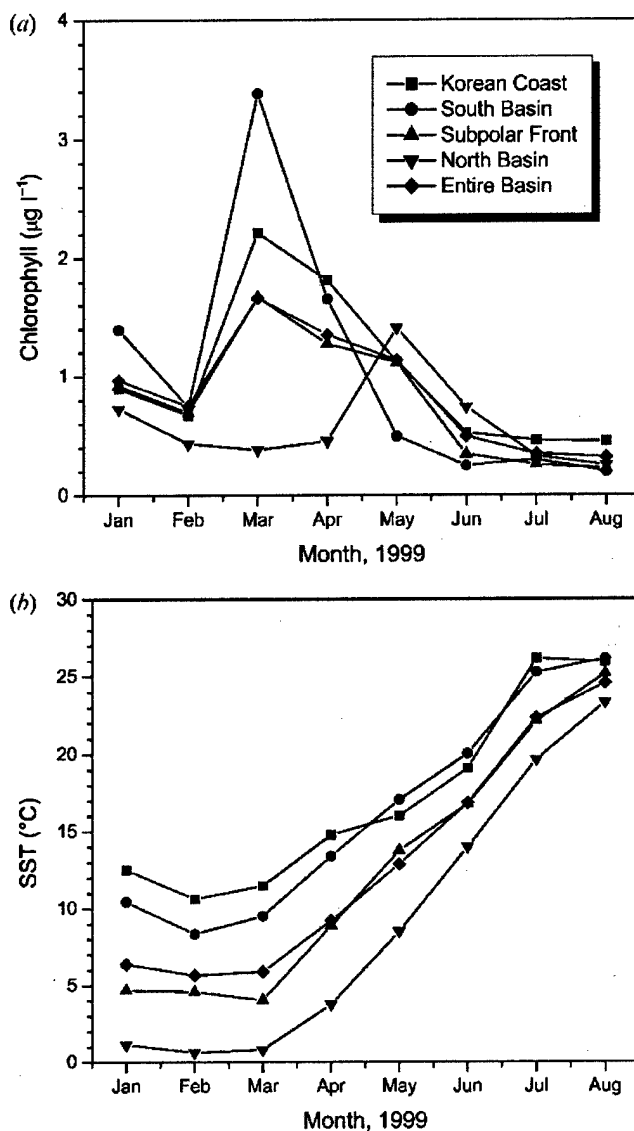 (a)
4
3
2
1
0
Chlorophyll (µg l⁻¹)
Korean Coast
South Basin
Subpolar Front
North Basin
Entire Basin
Jan Feb Mar Apr May Jun Jul Aug
Month, 1999
(b)
30
25
20
15
10
5
0
SST (°C)
Jan Feb Mar Apr May Jun Jul Aug
Month, 1999